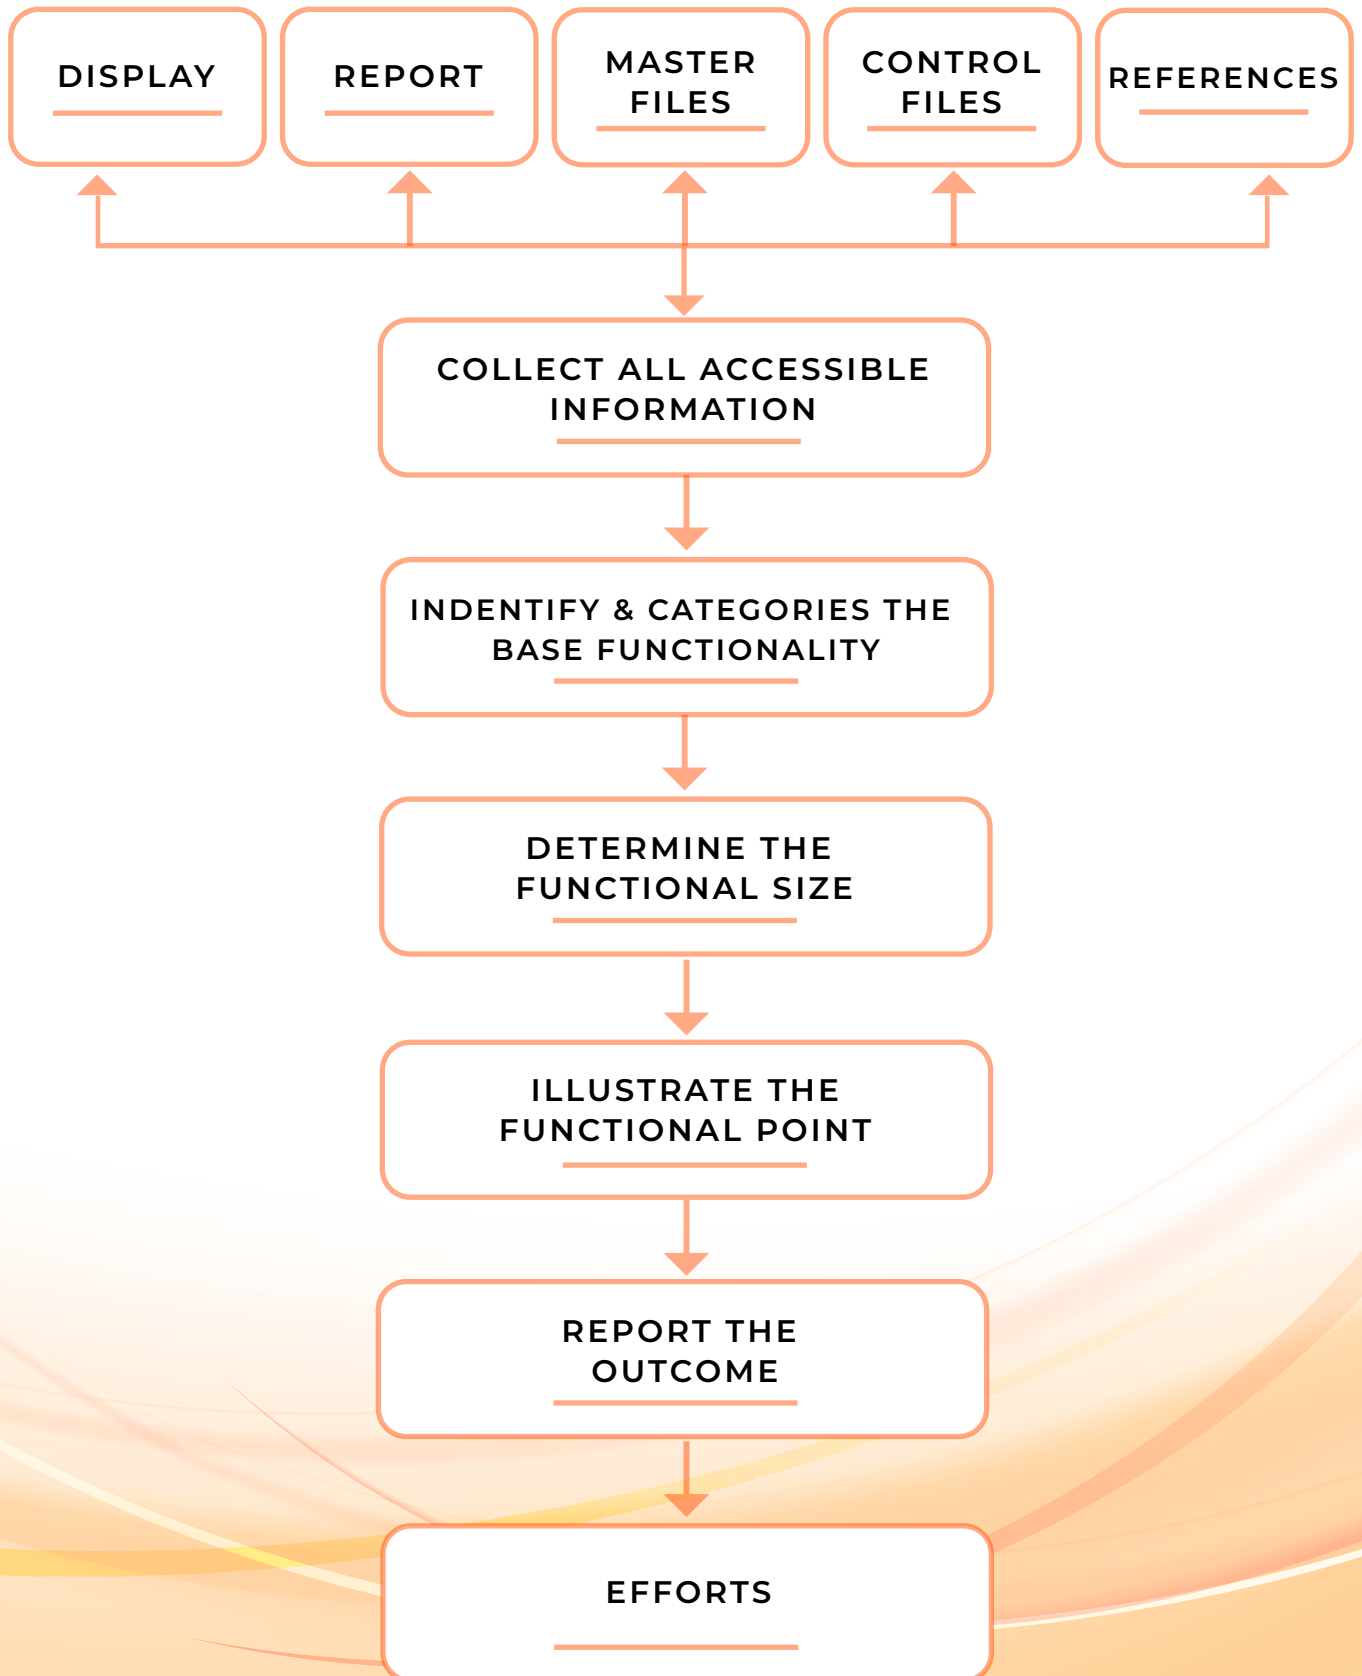 DISPLAY
REPORT
MASTER
FILES
CONTROL
FILES
REFERENCES
COLLECT ALL ACCESSIBLE
INFORMATION
INDENTIFY & CATEGORIES THE
BASE FUNCTIONALITY
DETERMINE THE
FUNCTIONAL SIZE
ILLUSTRATE THE
FUNCTIONAL POINT
REPORT THE
OUTCOME
EFFORTS